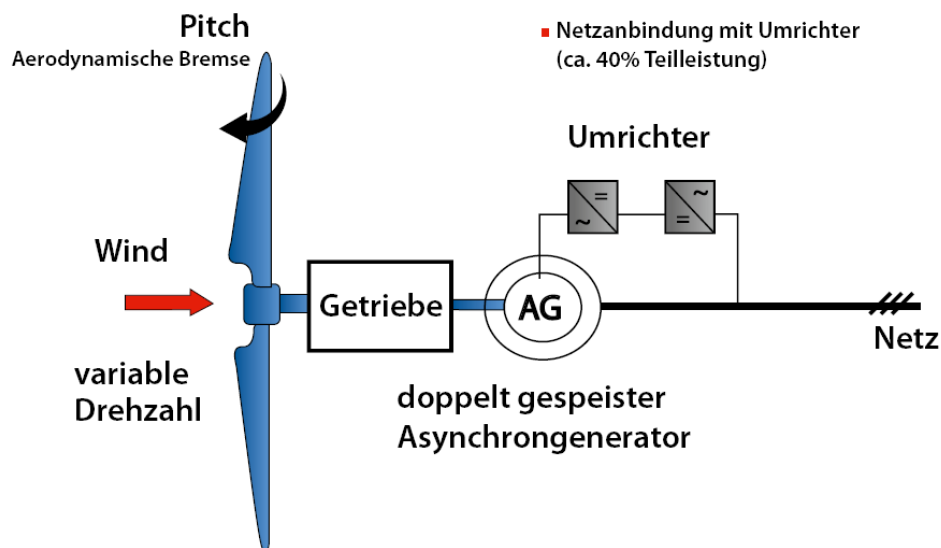 Pitch
Aerodynamische Bremse
Netzanbindung mit Umrichter
(ca. 40% Teilleistung)
Umrichter
=
~
~
=
Wind
Getriebe
AG
Netz
variable
Drehzahl
doppelt gespeister
Asynchrongenerator